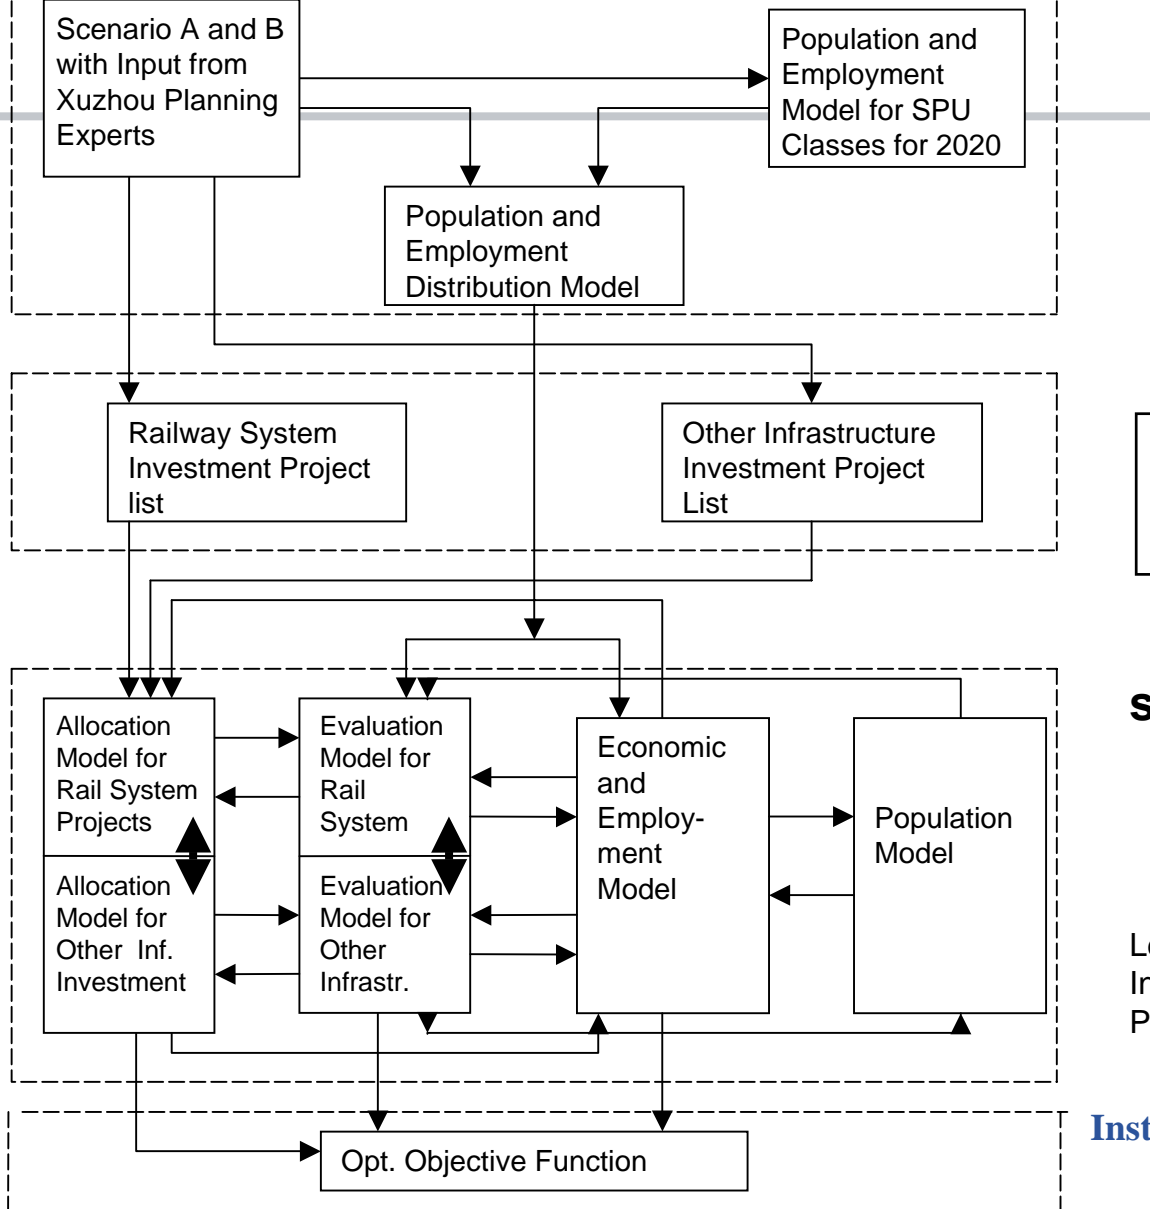 Scenario A and B
with Input from
Xuzhou Planning
Experts
Population and
Employment
Model for SPU
Classes for 2020
Population and
Employment
Distribution Model
Railway System
Investment Project
list
Other Infrastructure
Investment Project
List
Allocation
Model for
Rail System
Projects
Evaluation
Model for
Rail
System
Economic
and
Employ-
ment
Model
Population
Model
Allocation
Model for
Other Inf.
Investment
Evaluation
Model for
Other
Infrastr.
Opt. Objective Function